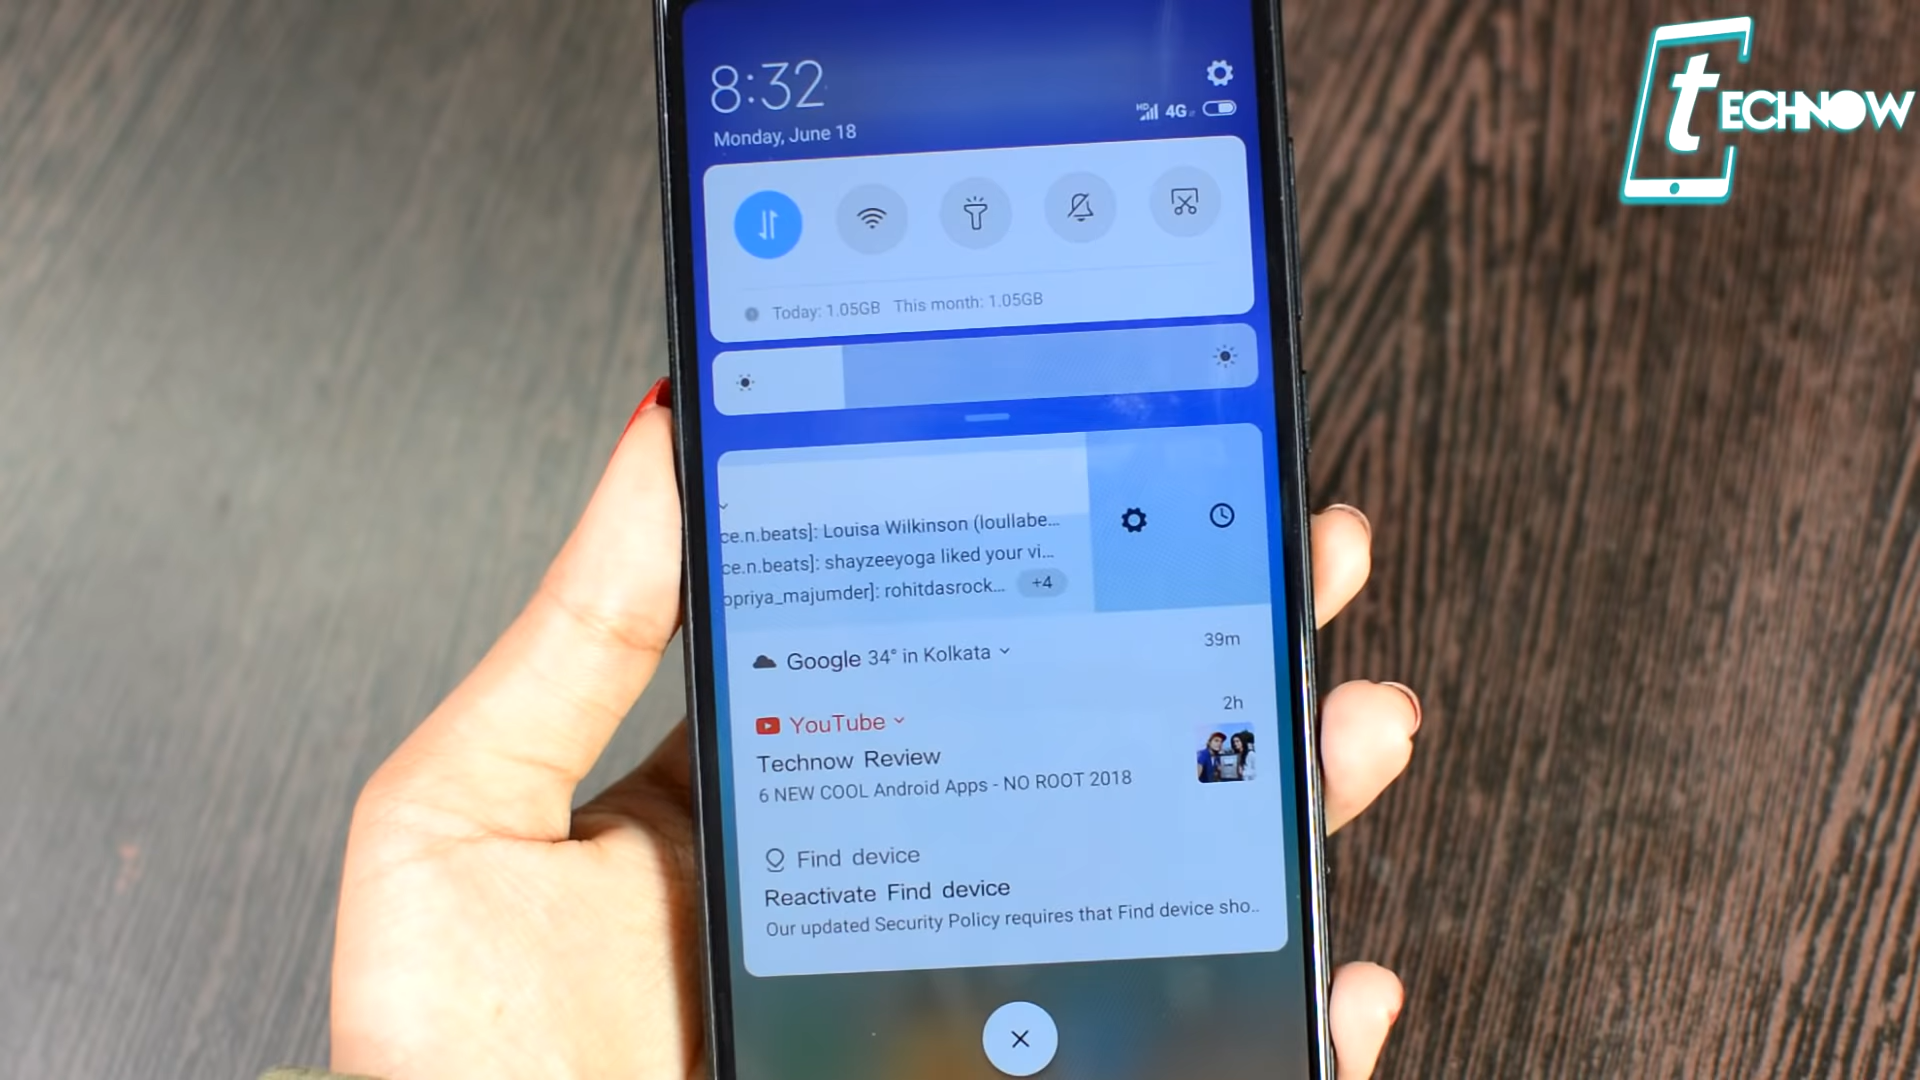 8:32
Monday, June 18
HD 4G
Today: 1.05GB This month: 1.05GB
ce.n.beats]: Louisa Wilkinson (loullabe...
ce.n.beats]: shayzeeyoga liked your vi...
opriya_majumder]: rohitdasrock... +4
Google 34° in Kolkata 39m
YouTube 2h
Technow Review
6 NEW COOL Android Apps - NO ROOT 2018
Find device
Reactivate Find device
Our updated Security Policy requires that Find device sho..
tECHNOW